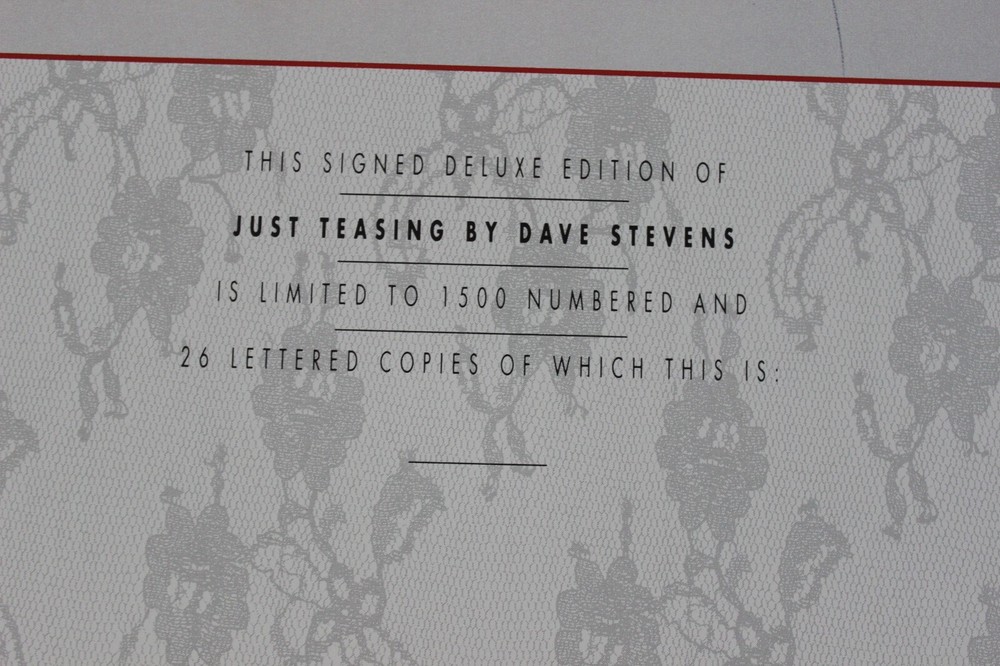 THIS SIGNED DELUXE EDITION OF
JUST TEASING BY DAVE STEVENS
IS LIMITED TO 1500 NUMBERED AND
26 LETTERED COPIES OF WHICH THIS IS: